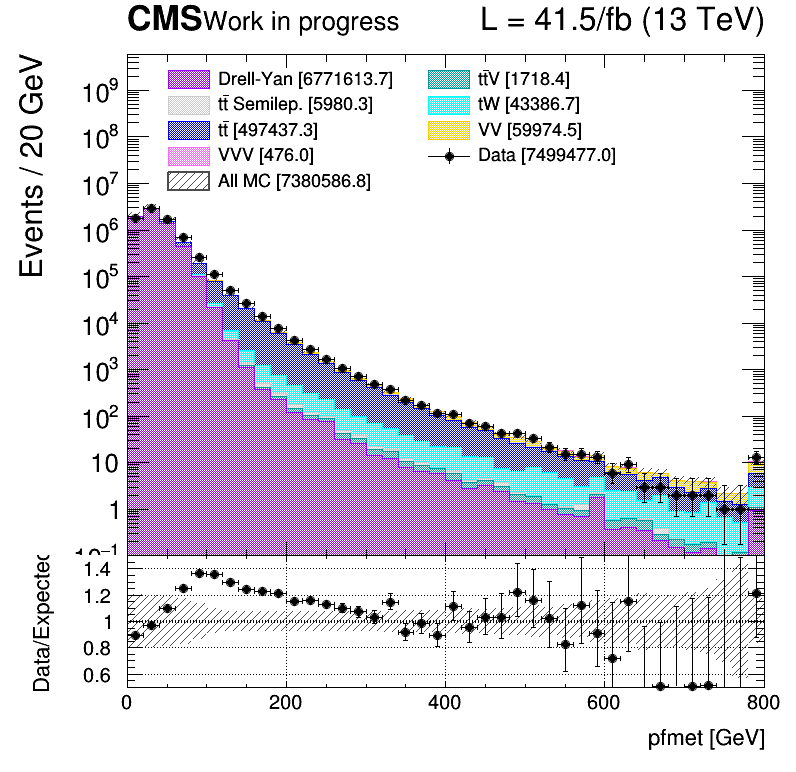 CMS Work in progress L = 41.5/fb (13 TeV)
Drell-Yan [6771613.7] tt̄V [1718.4]
tt̄ Semilep. [5980.3] tW [43386.7]
tt̄ [497437.3] VV [59974.5]
VVV [476.0] Data [7499477.0]
All MC [7380586.8]
Events / 20 GeV
10⁹
10⁸
10⁷
10⁶
10⁵
10⁴
10³
10²
10
1
10⁻¹
Data/Expected
1.4
1.2
1
0.8
0.6
0 200 400 600 800
pfmet [GeV]